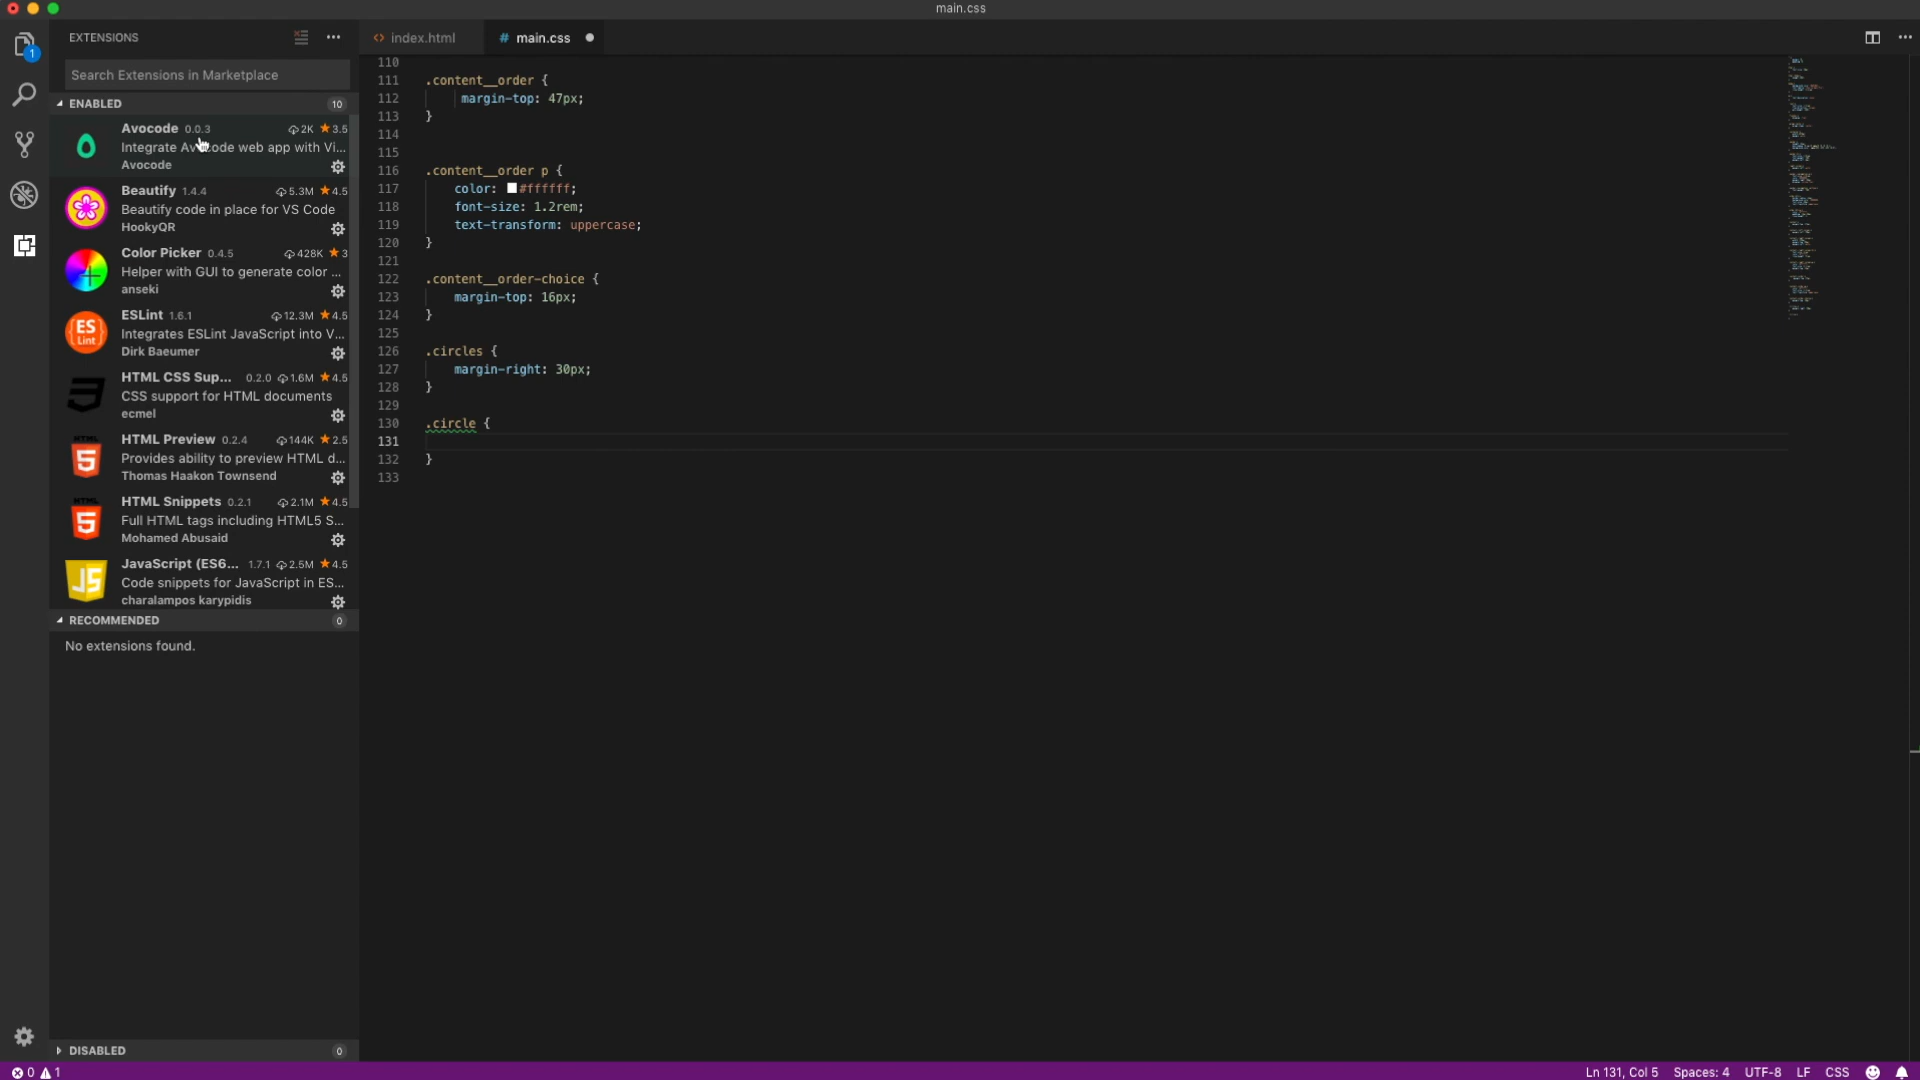 main.css
1
EXTENSIONS
Search Extensions in Marketplace
ENABLED 10
Avocode 0.0.3 2K 3.5
Integrate Avocode web app with Vi...
Avocode
Beautify 1.4.4 5.3M 4.5
Beautify code in place for VS Code
HookyQR
Color Picker 0.4.5 428K 3
Helper with GUI to generate color ...
anseki
ES
Lint
ESLint 1.6.1 12.3M 4.5
Integrates ESLint JavaScript into V...
Dirk Baeumer
HTML CSS Sup... 0.2.0 1.6M 4.5
CSS support for HTML documents
ecmel
HTML
5
HTML Preview 0.2.4 144K 2.5
Provides ability to preview HTML d...
Thomas Haakon Townsend
HTML
5
HTML Snippets 0.2.1 2.1M 4.5
Full HTML tags including HTML5 S...
Mohamed Abusaid
JS
JavaScript (ES6... 1.7.1 2.5M 4.5
Code snippets for JavaScript in ES...
charalampos karypidis
RECOMMENDED 0
No extensions found.
DISABLED 0
index.html
# main.css
110
111 .content__order {
112 margin-top: 47px;
113 }
114
115
116 .content__order p {
117 color: #ffffff;
118 font-size: 1.2rem;
119 text-transform: uppercase;
120 }
121
122 .content__order-choice {
123 margin-top: 16px;
124 }
125
126 .circles {
127 margin-right: 30px;
128 }
129
130 .circle {
131
132 }
133
0 1 Ln 131, Col 5 Spaces: 4 UTF-8 LF CSS